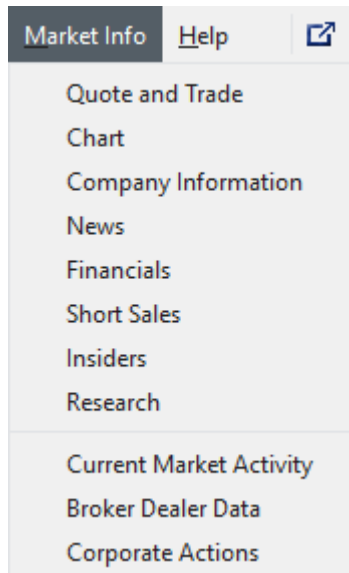 Market Info Help
Quote and Trade
Chart
Company Information
News
Financials
Short Sales
Insiders
Research
Current Market Activity
Broker Dealer Data
Corporate Actions